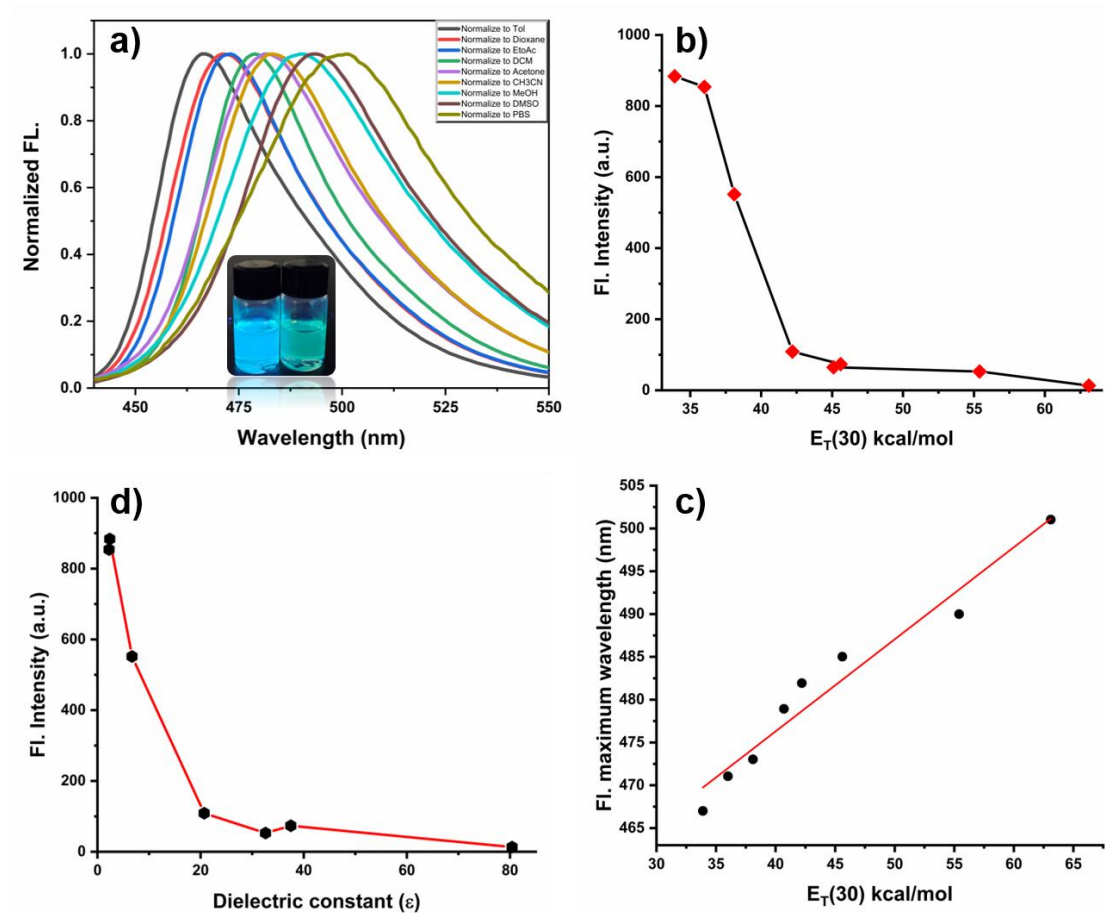 a)
Normalize to Tol
Normalize to Dioxane
Normalize to EtoAc
Normalize to DCM
Normalize to Acetone
Normalize to CH3CN
Normalize to MeOH
Normalize to DMSO
Normalize to PBS
1.0
0.8
0.6
0.4
0.2
0.0
Normalized FL.
450
475
500
525
550
Wavelength (nm)
b)
1000
800
600
400
200
0
Fl. Intensity (a.u.)
35
40
45
50
55
60
E_T(30) kcal/mol
d)
1000
800
600
400
200
0
Fl. Intensity (a.u.)
0
20
40
60
80
Dielectric constant (ε)
c)
505
500
495
490
485
480
475
470
465
Fl. maximum wavelength (nm)
30
35
40
45
50
55
60
65
E_T(30) kcal/mol